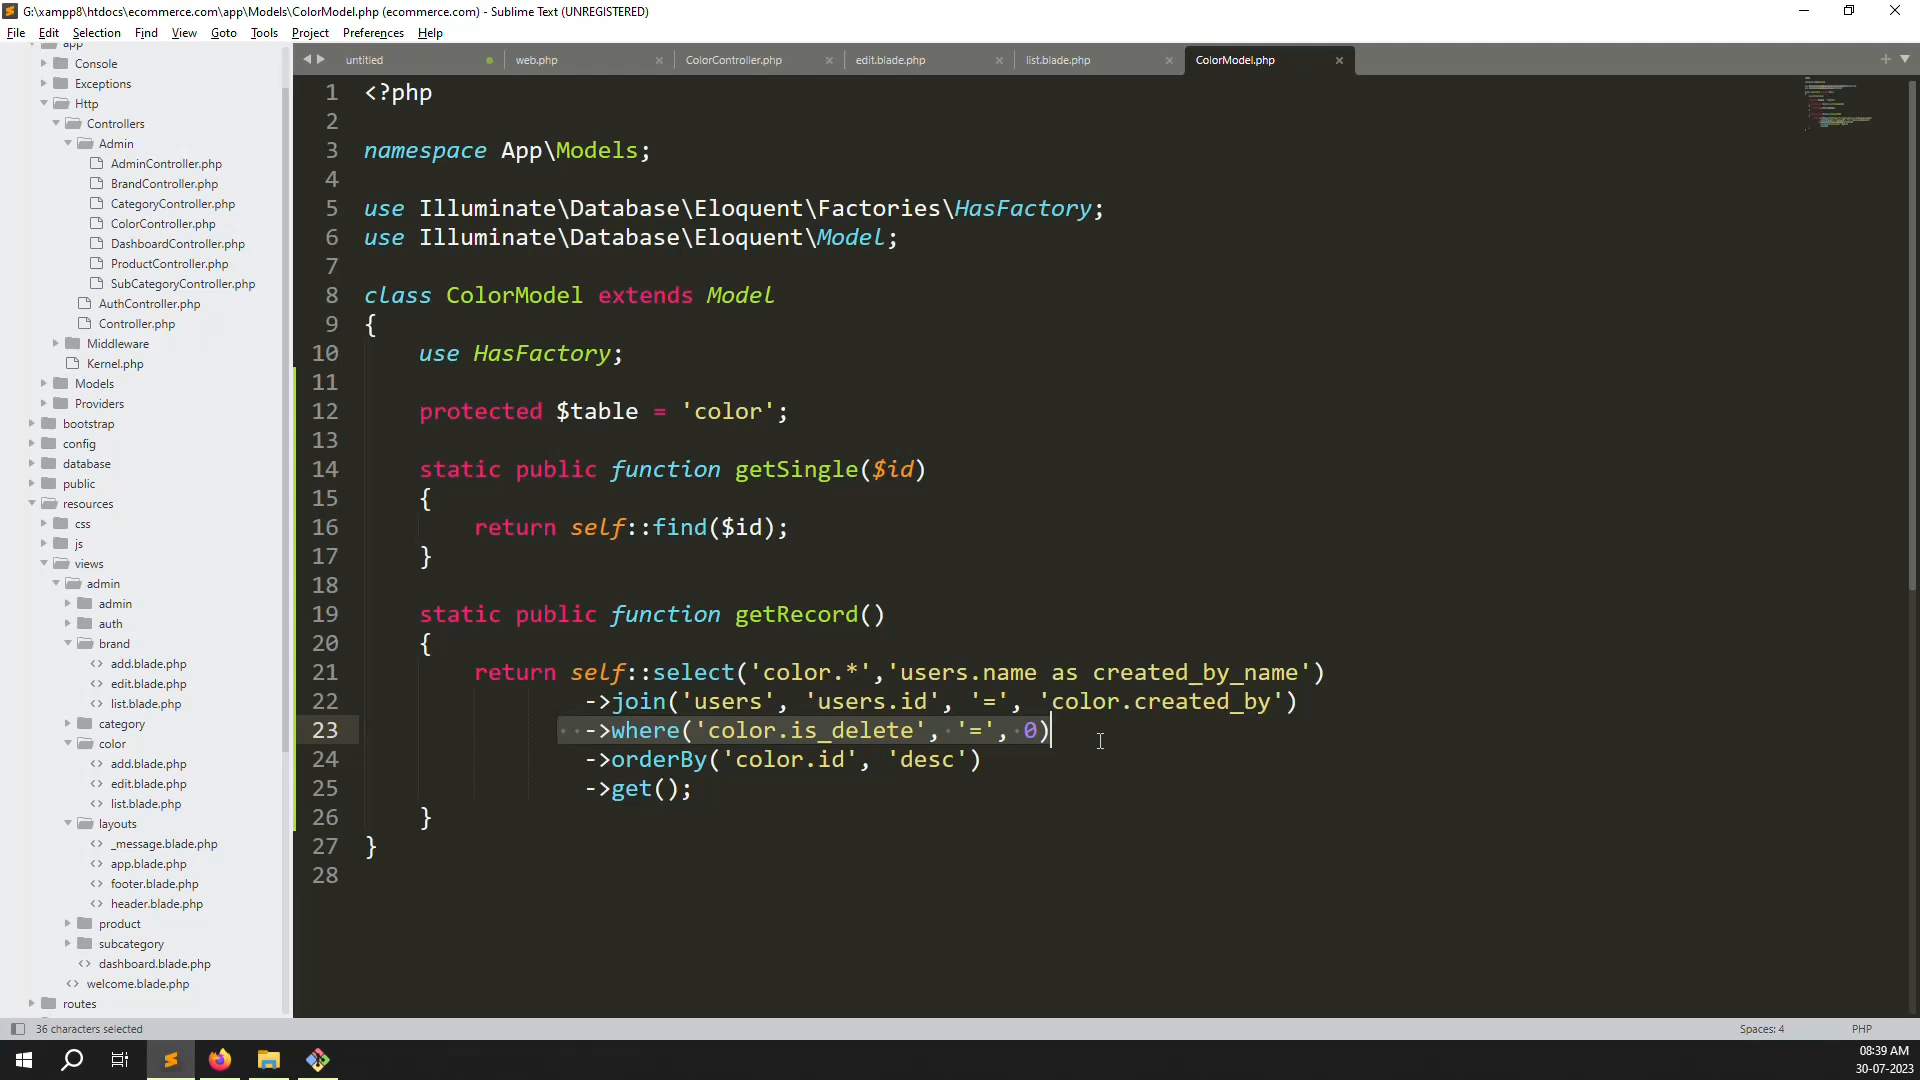 G:\xampp8\htdocs\ecommerce.com\app\Models\ColorModel.php (ecommerce.com) - Sublime Text (UNREGISTERED)
File Edit Selection Find View Goto Tools Project Preferences Help
app
Console
Exceptions
Http
Controllers
Admin
AdminController.php
BrandController.php
CategoryController.php
ColorController.php
DashboardController.php
ProductController.php
SubCategoryController.php
AuthController.php
Controller.php
Middleware
Kernel.php
Models
Providers
bootstrap
config
database
public
resources
css
js
views
admin
admin
auth
brand
add.blade.php
edit.blade.php
list.blade.php
category
color
add.blade.php
edit.blade.php
list.blade.php
layouts
_message.blade.php
app.blade.php
footer.blade.php
header.blade.php
product
subcategory
dashboard.blade.php
welcome.blade.php
routes
untitled web.php ColorController.php edit.blade.php list.blade.php ColorModel.php
1 <?php
2
3 namespace App\Models;
4
5 use Illuminate\Database\Eloquent\Factories\HasFactory;
6 use Illuminate\Database\Eloquent\Model;
7
8 class ColorModel extends Model
9 {
10 use HasFactory;
11
12 protected $table = 'color';
13
14 static public function getSingle($id)
15 {
16 return self::find($id);
17 }
18
19 static public function getRecord()
20 {
21 return self::select('color.*','users.name as created_by_name')
22 ->join('users', 'users.id', '=', 'color.created_by')
23 ->where('color.is_delete', '=', 0)
24 ->orderBy('color.id', 'desc')
25 ->get();
26 }
27 }
28
36 characters selected Spaces: 4 PHP
08:39 AM
30-07-2023